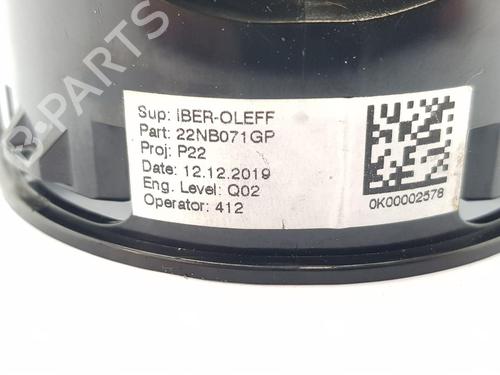 Sup: IBER-OLEFF
Part: 22NB071GP
Proj: P22
Date: 12.12.2019
Eng. Level: Q02
Operator: 412
0K00002578
B-PARTS